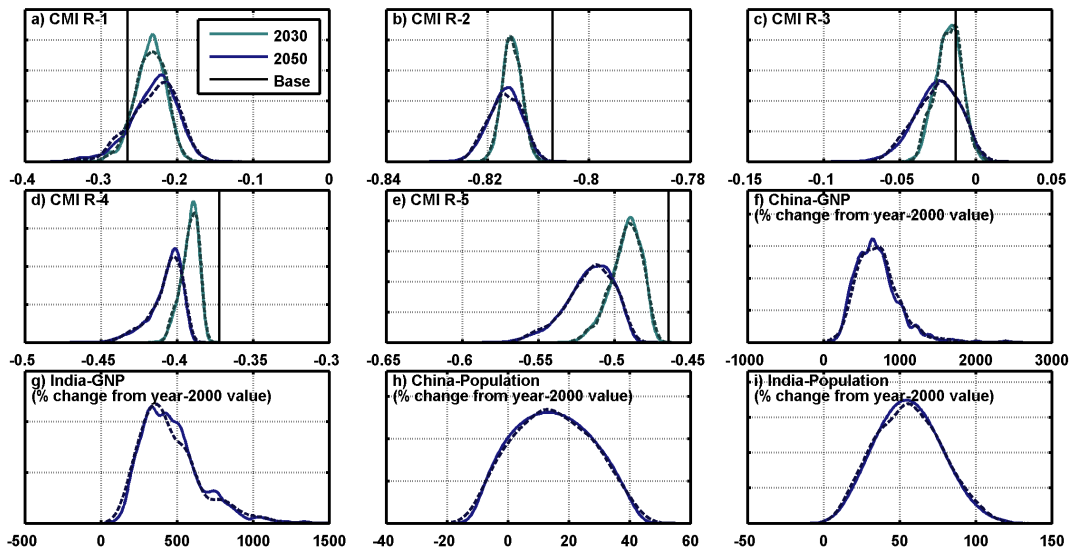 a) CMI R-1
2030
2050
Base
-0.4 -0.3 -0.2 -0.1 0
b) CMI R-2
-0.84 -0.82 -0.8 -0.78
c) CMI R-3
-0.15 -0.1 -0.05 0 0.05
d) CMI R-4
-0.5 -0.45 -0.4 -0.35 -0.3
e) CMI R-5
-0.65 -0.6 -0.55 -0.5 -0.45
f) China-GNP
(% change from year-2000 value)
-1000 0 1000 2000 3000
g) India-GNP
(% change from year-2000 value)
-500 0 500 1000 1500
h) China-Population
(% change from year-2000 value)
-40 -20 0 20 40 60
i) India-Population
(% change from year-2000 value)
-50 0 50 100 150